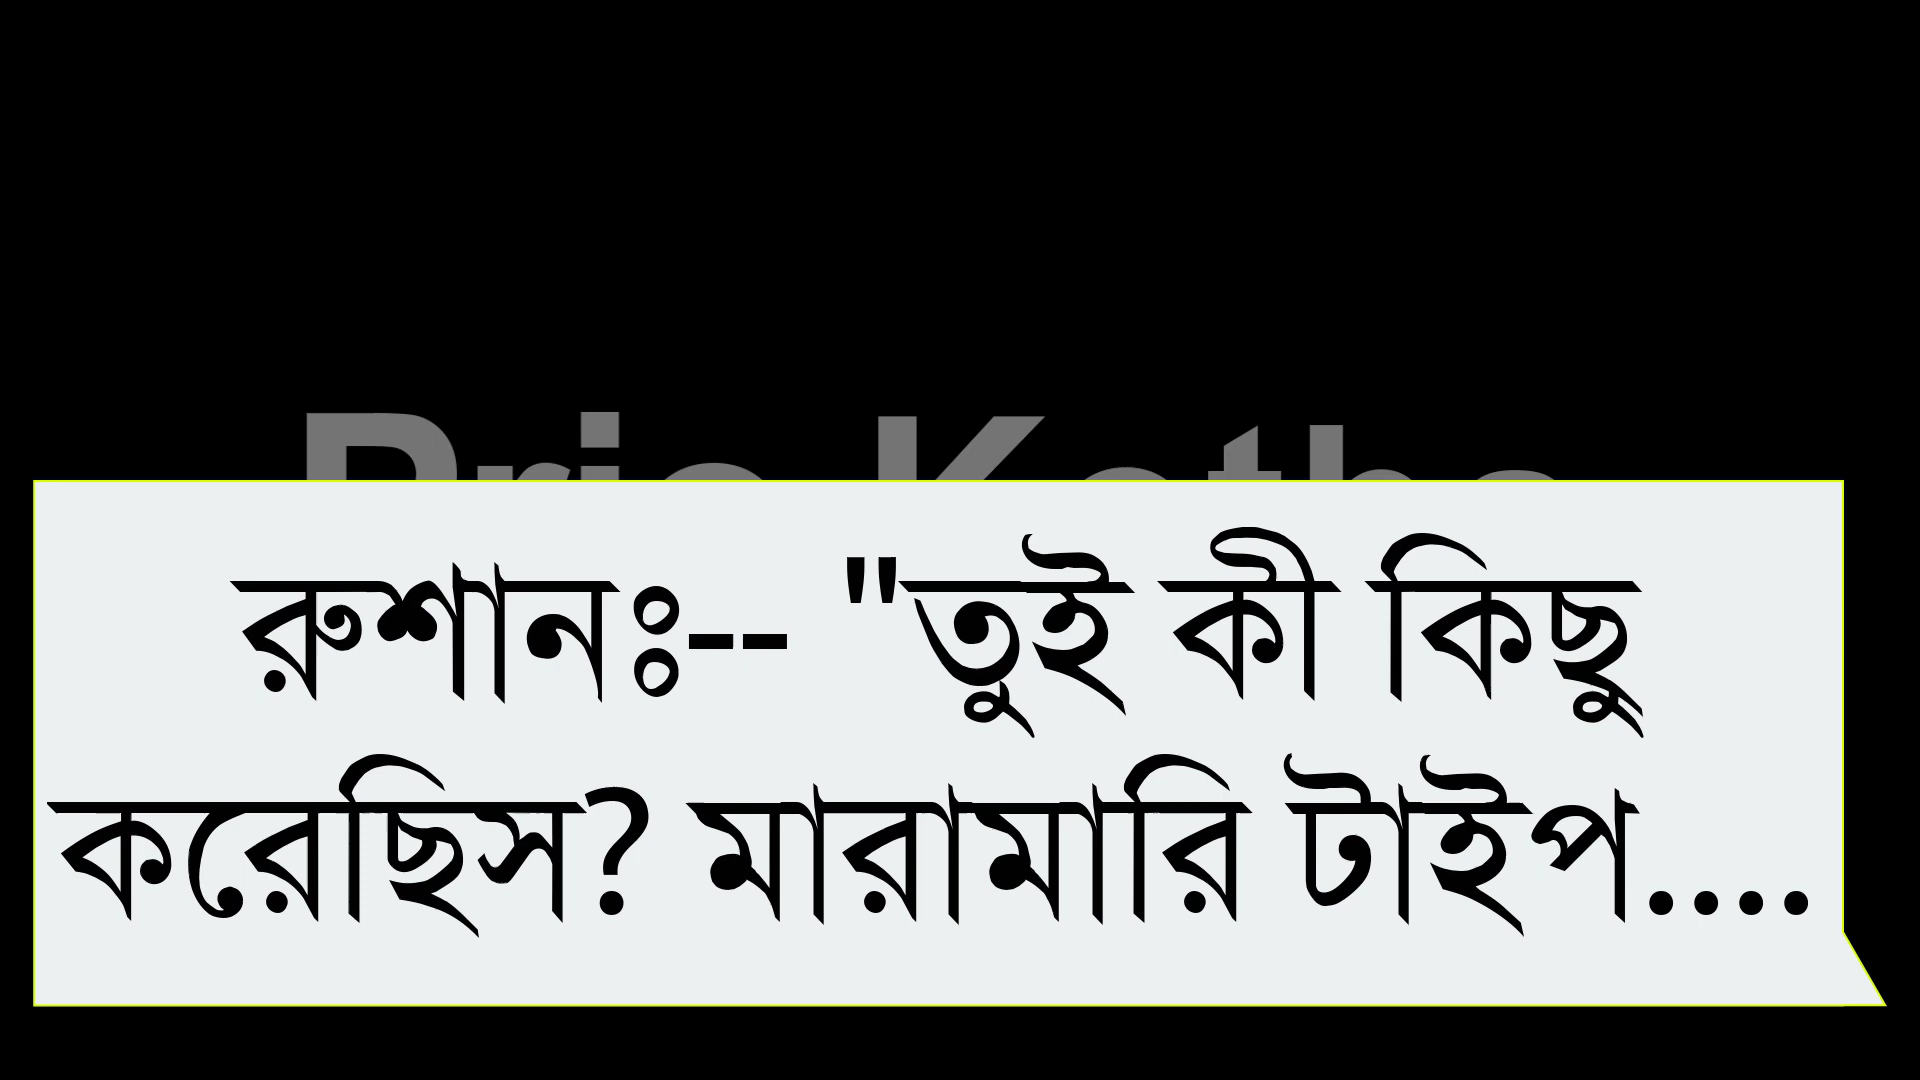 রুশানঃ-- "তুই কী কিছু
করেছিস? মারামারি টাইপ....